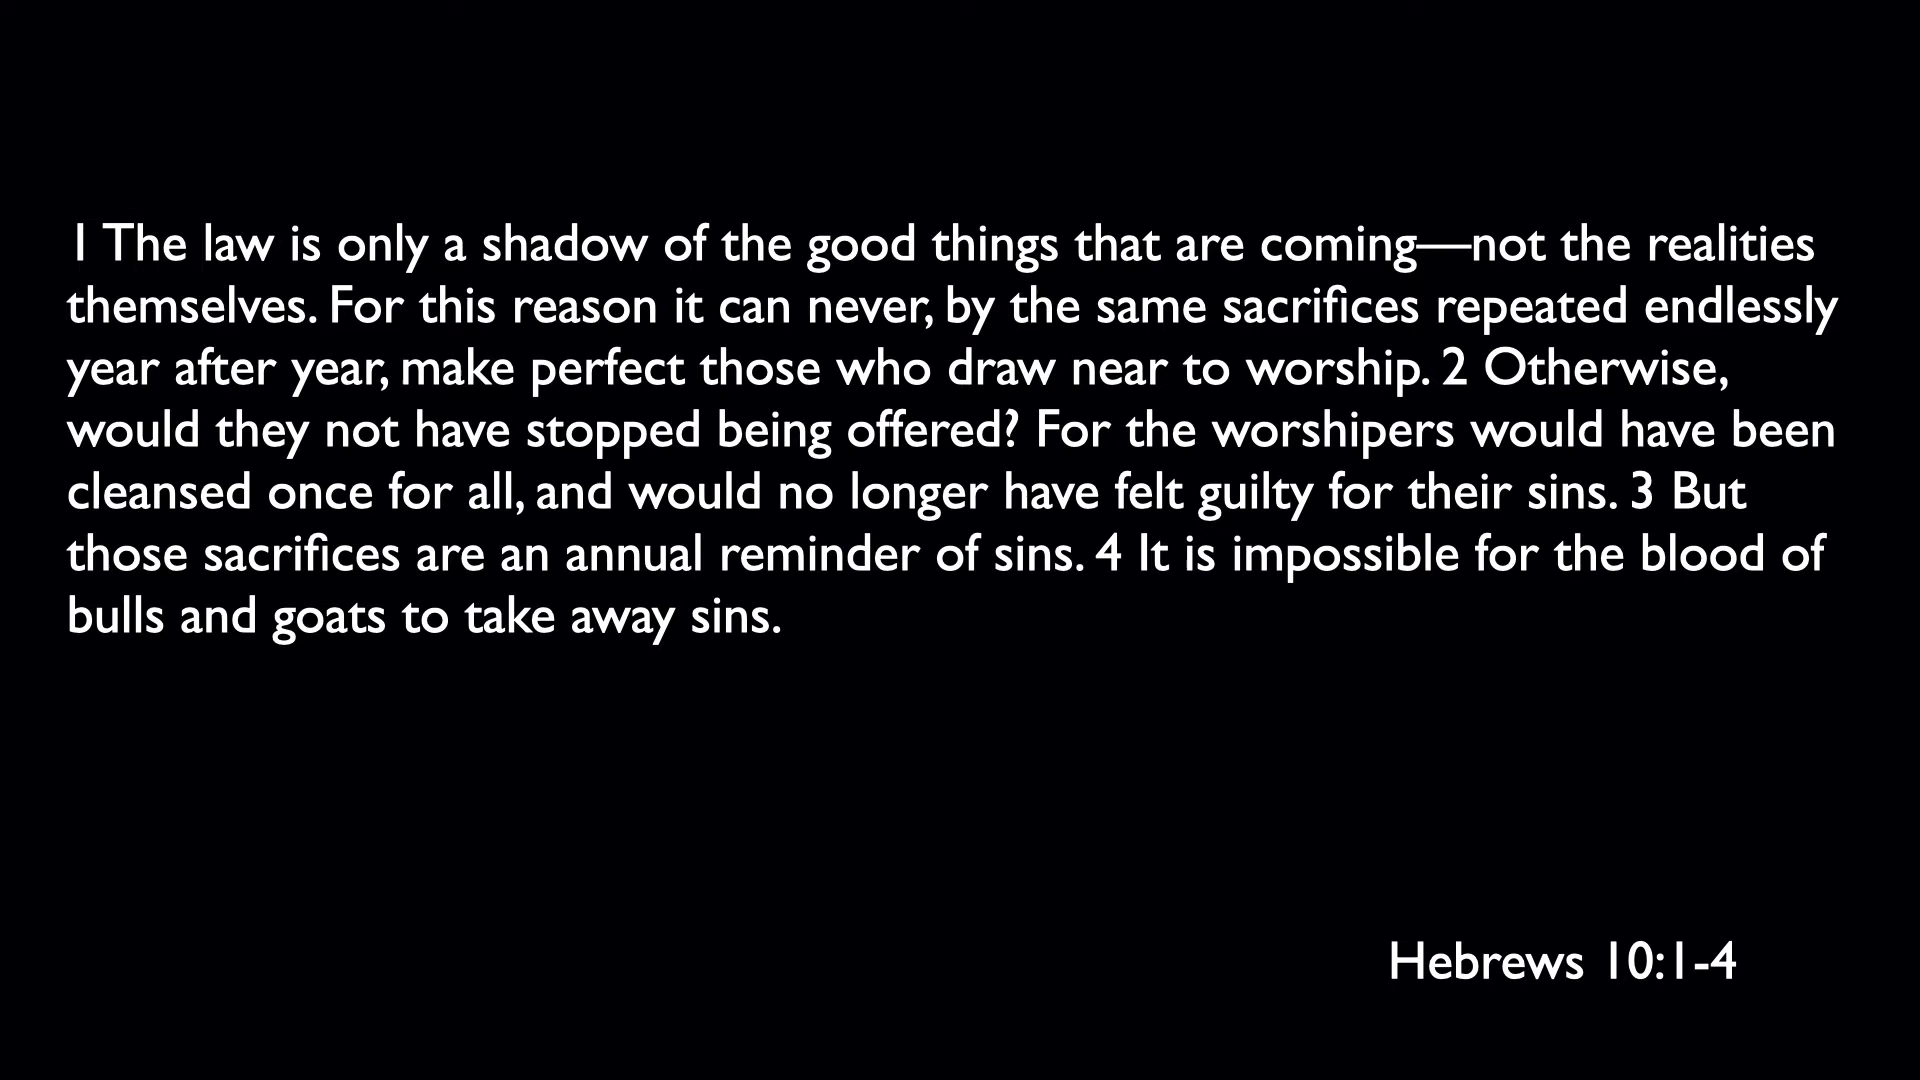 1 The law is only a shadow of the good things that are coming—not the realities
themselves. For this reason it can never, by the same sacrifices repeated endlessly
year after year, make perfect those who draw near to worship. 2 Otherwise,
would they not have stopped being offered? For the worshipers would have been
cleansed once for all, and would no longer have felt guilty for their sins. 3 But
those sacrifices are an annual reminder of sins. 4 It is impossible for the blood of
bulls and goats to take away sins.
Hebrews 10:1-4